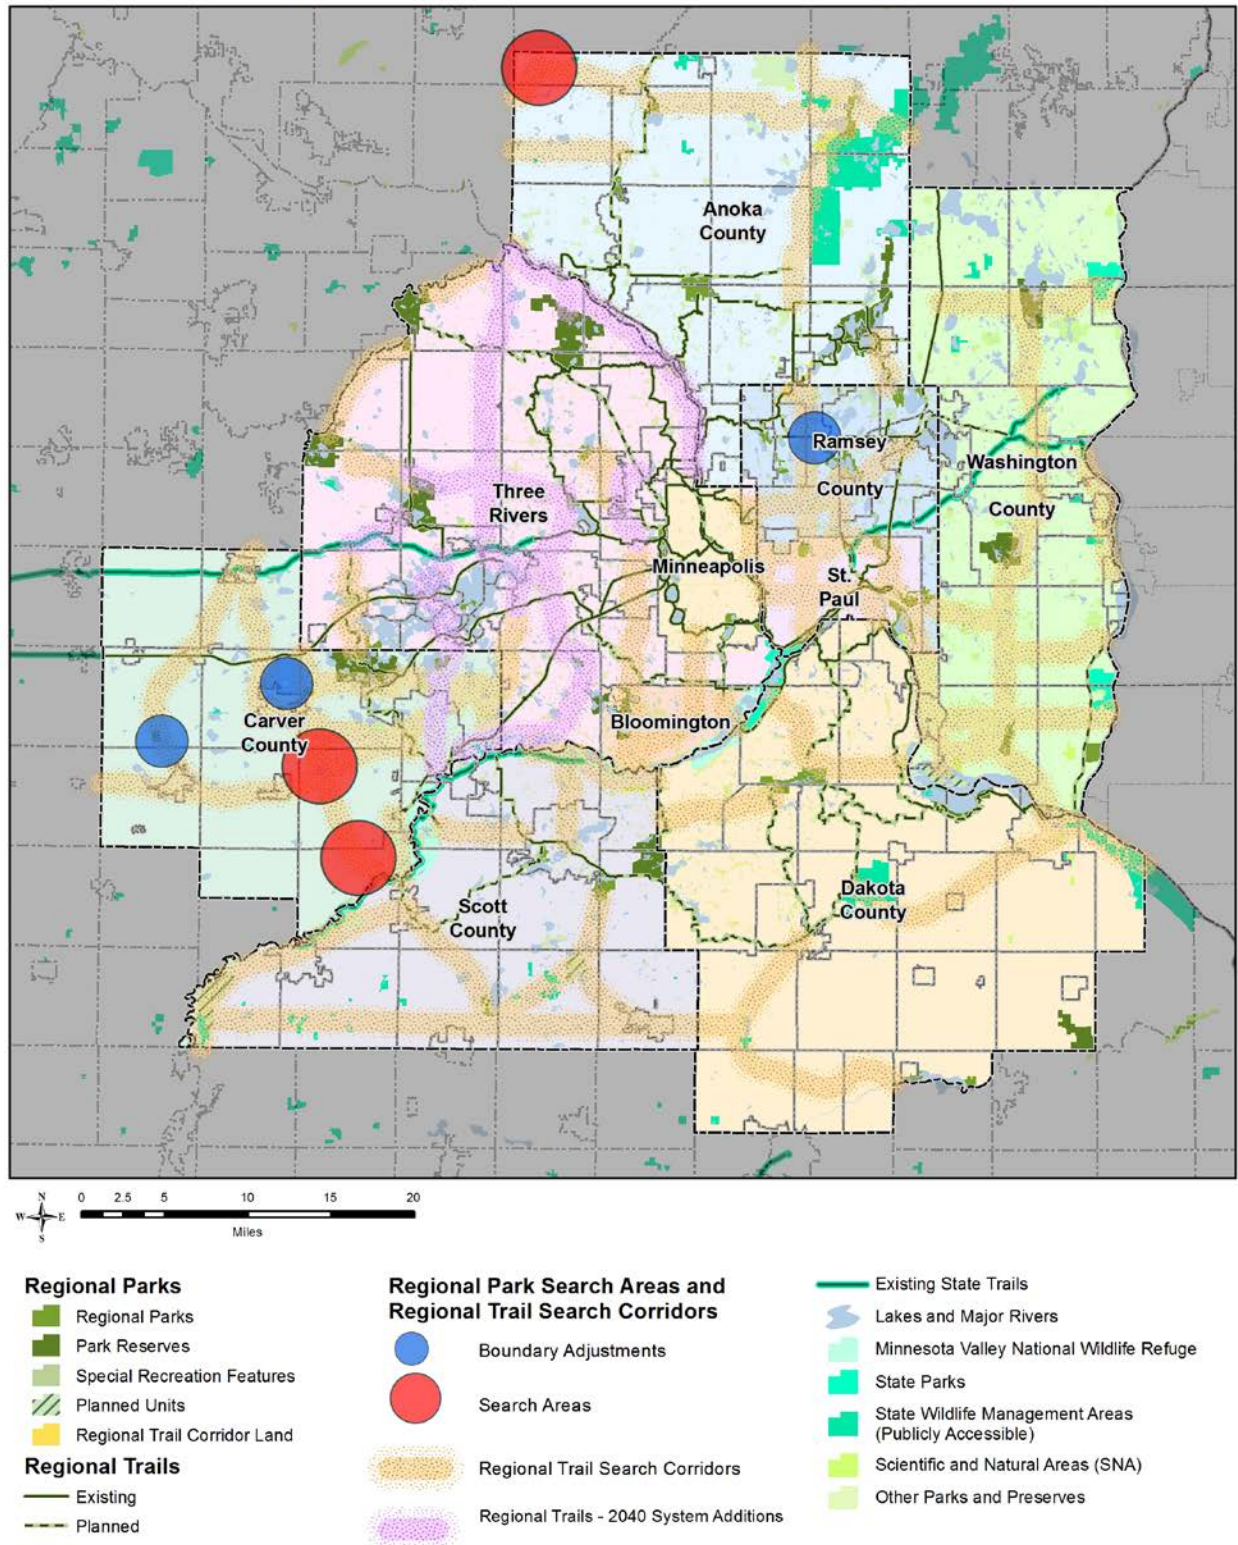 Anoka
County
Ramsey
County
Washington
County
Three
Rivers
Minneapolis
St.
Paul
Carver
County
Bloomington
Dakota
County
Scott
County
N
W E
S
0 2.5 5 10 15 20
Miles
Regional Parks
Regional Parks
Park Reserves
Special Recreation Features
Planned Units
Regional Trail Corridor Land
Regional Trails
Existing
Planned
Regional Park Search Areas and
Regional Trail Search Corridors
Boundary Adjustments
Search Areas
Regional Trail Search Corridors
Regional Trails - 2040 System Additions
Existing State Trails
Lakes and Major Rivers
Minnesota Valley National Wildlife Refuge
State Parks
State Wildlife Management Areas
(Publicly Accessible)
Scientific and Natural Areas (SNA)
Other Parks and Preserves